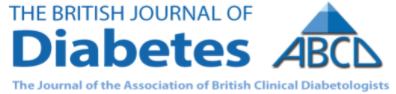 THE BRITISH JOURNAL OF
Diabetes ABCD
The Journal of the Association of British Clinical Diabetologists